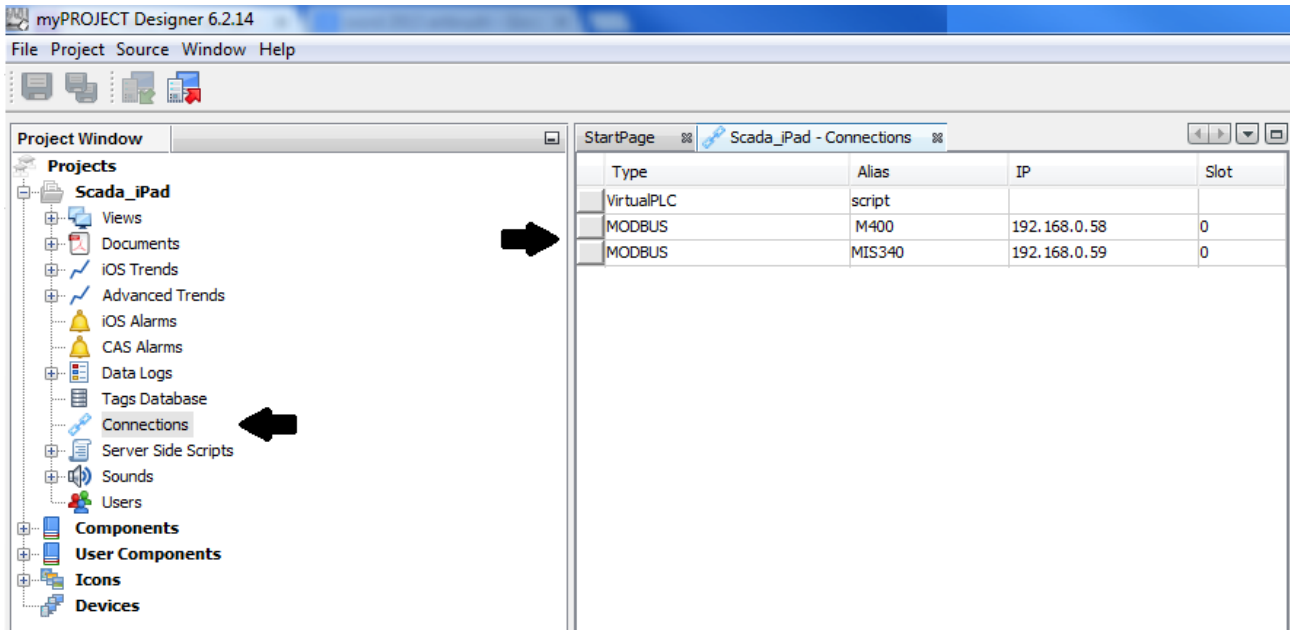 myPROJECT Designer 6.2.14
File Project Source Window Help
Project Window
Projects
Scada_iPad
Views
Documents
iOS Trends
Advanced Trends
iOS Alarms
CAS Alarms
Data Logs
Tags Database
Connections
Server Side Scripts
Sounds
Users
Components
User Components
Icons
Devices
StartPage Scada_iPad - Connections
Type Alias IP Slot
VirtualPLC script
MODBUS M400 192.168.0.58 0
MODBUS MIS340 192.168.0.59 0